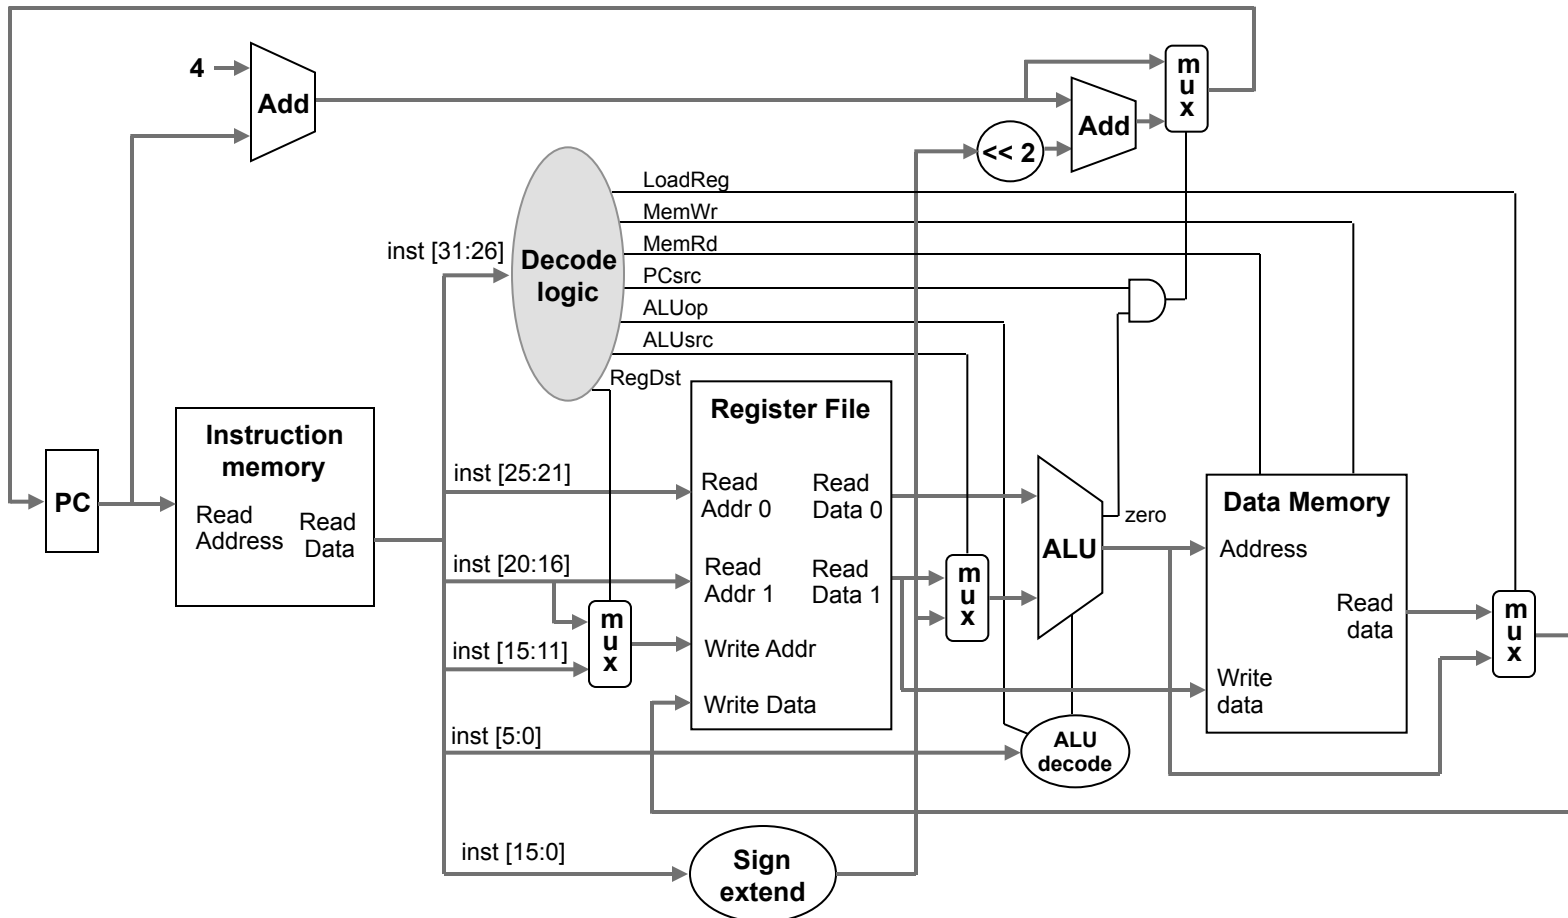 4
Add
m
u
x
Add
<< 2
LoadReg
MemWr
MemRd
PCsrc
ALUop
ALUsrc
RegDst
inst [31:26]
Decode
logic
Register File
Instruction
memory
PC
Read
Address
Read
Data
inst [25:21]
Read
Addr 0
Read
Data 0
inst [20:16]
Read
Addr 1
Read
Data 1
m
u
x
inst [15:11]
Write Addr
Write Data
m
u
x
ALU
zero
Data Memory
Address
Read
data
Write
data
m
u
x
inst [5:0]
ALU
decode
inst [15:0]
Sign
extend